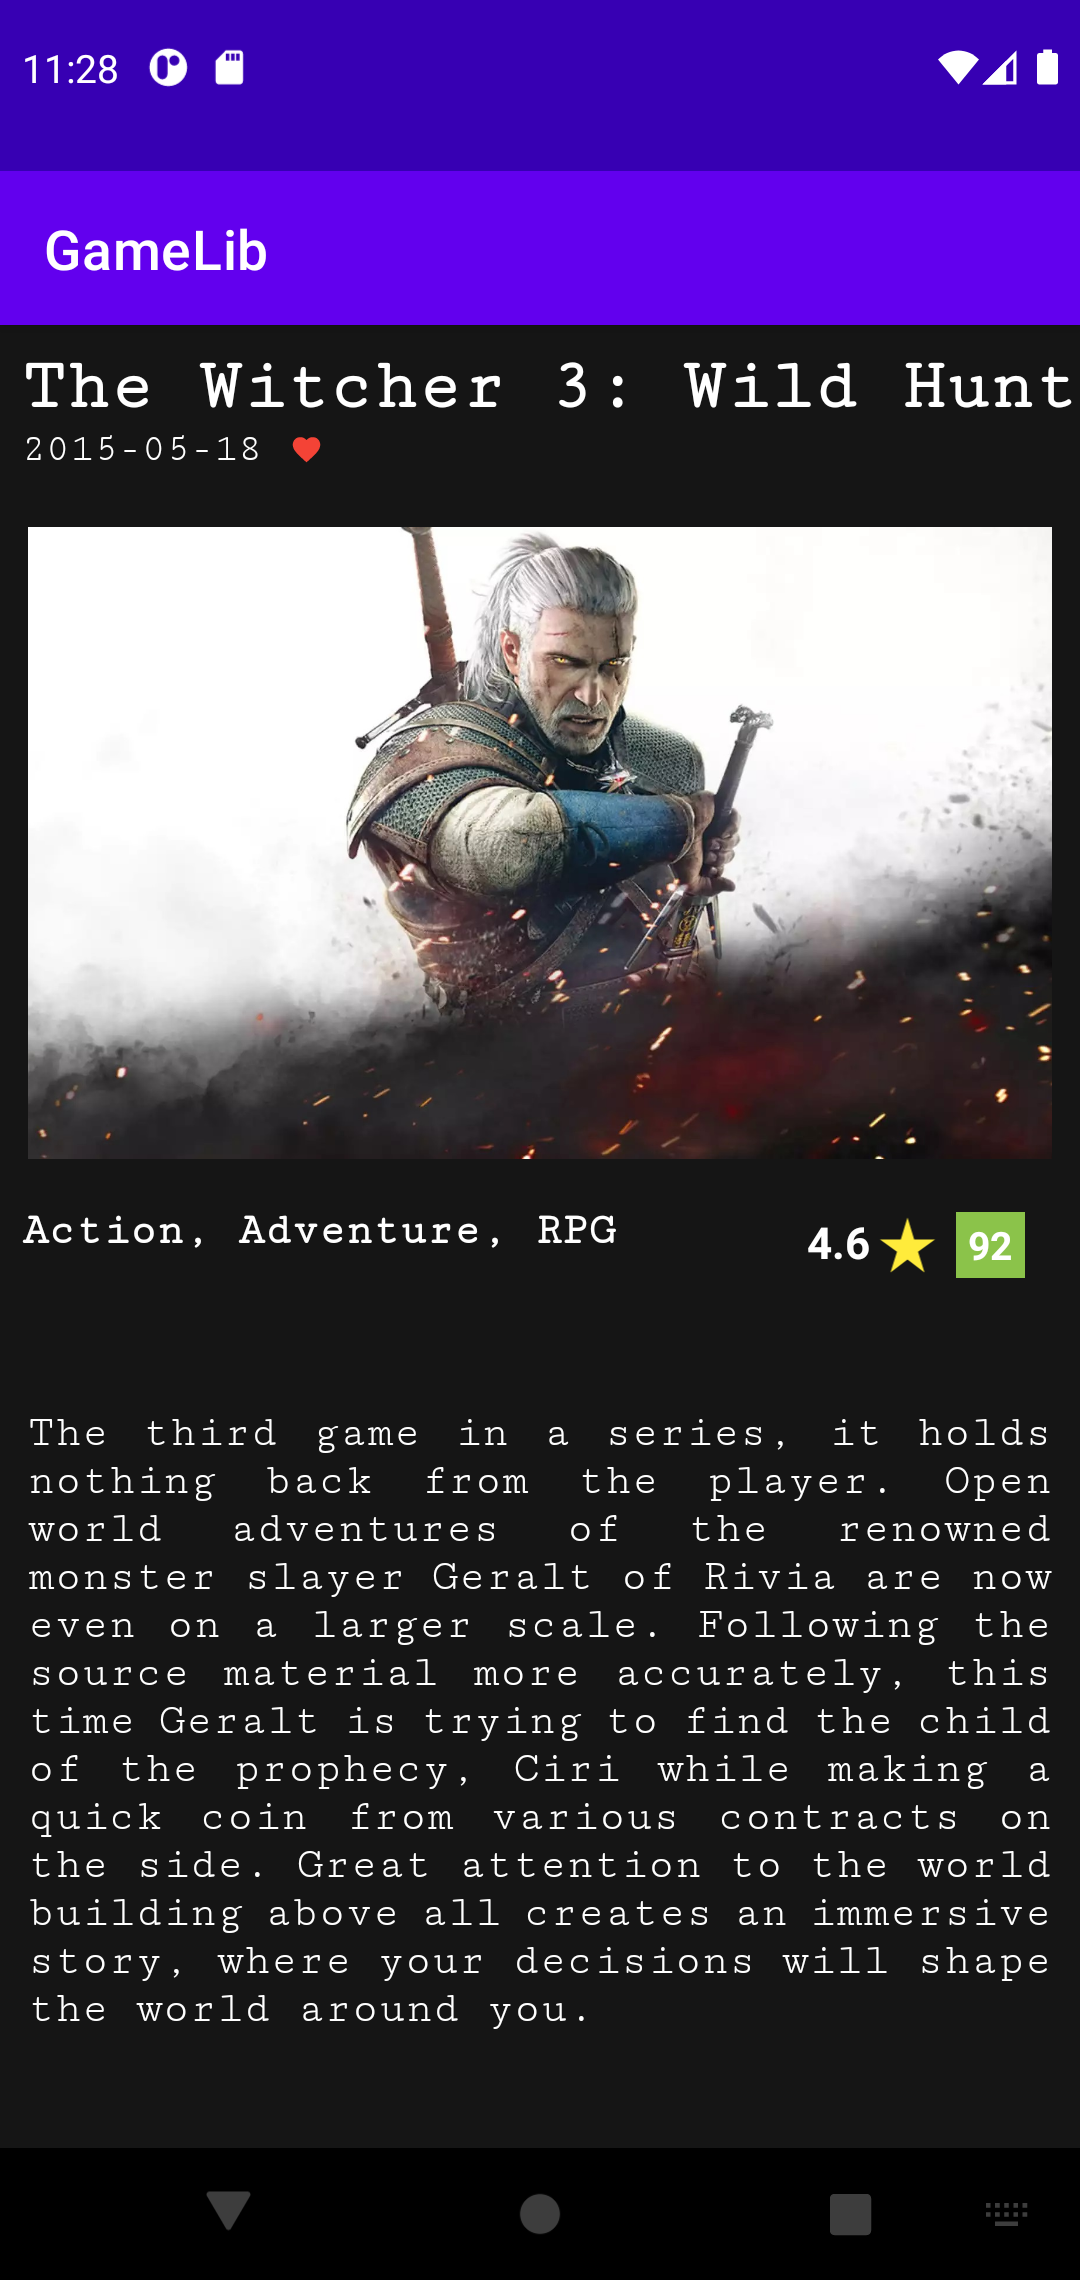 11:28
GameLib
The Witcher 3: Wild Hunt
2015-05-18
Action, Adventure, RPG
4.6
92
The third game in a series, it holds
nothing back from the player. Open
world adventures of the renowned
monster slayer Geralt of Rivia are now
even on a larger scale. Following the
source material more accurately, this
time Geralt is trying to find the child
of the prophecy, Ciri while making a
quick coin from various contracts on
the side. Great attention to the world
building above all creates an immersive
story, where your decisions will shape
the world around you.